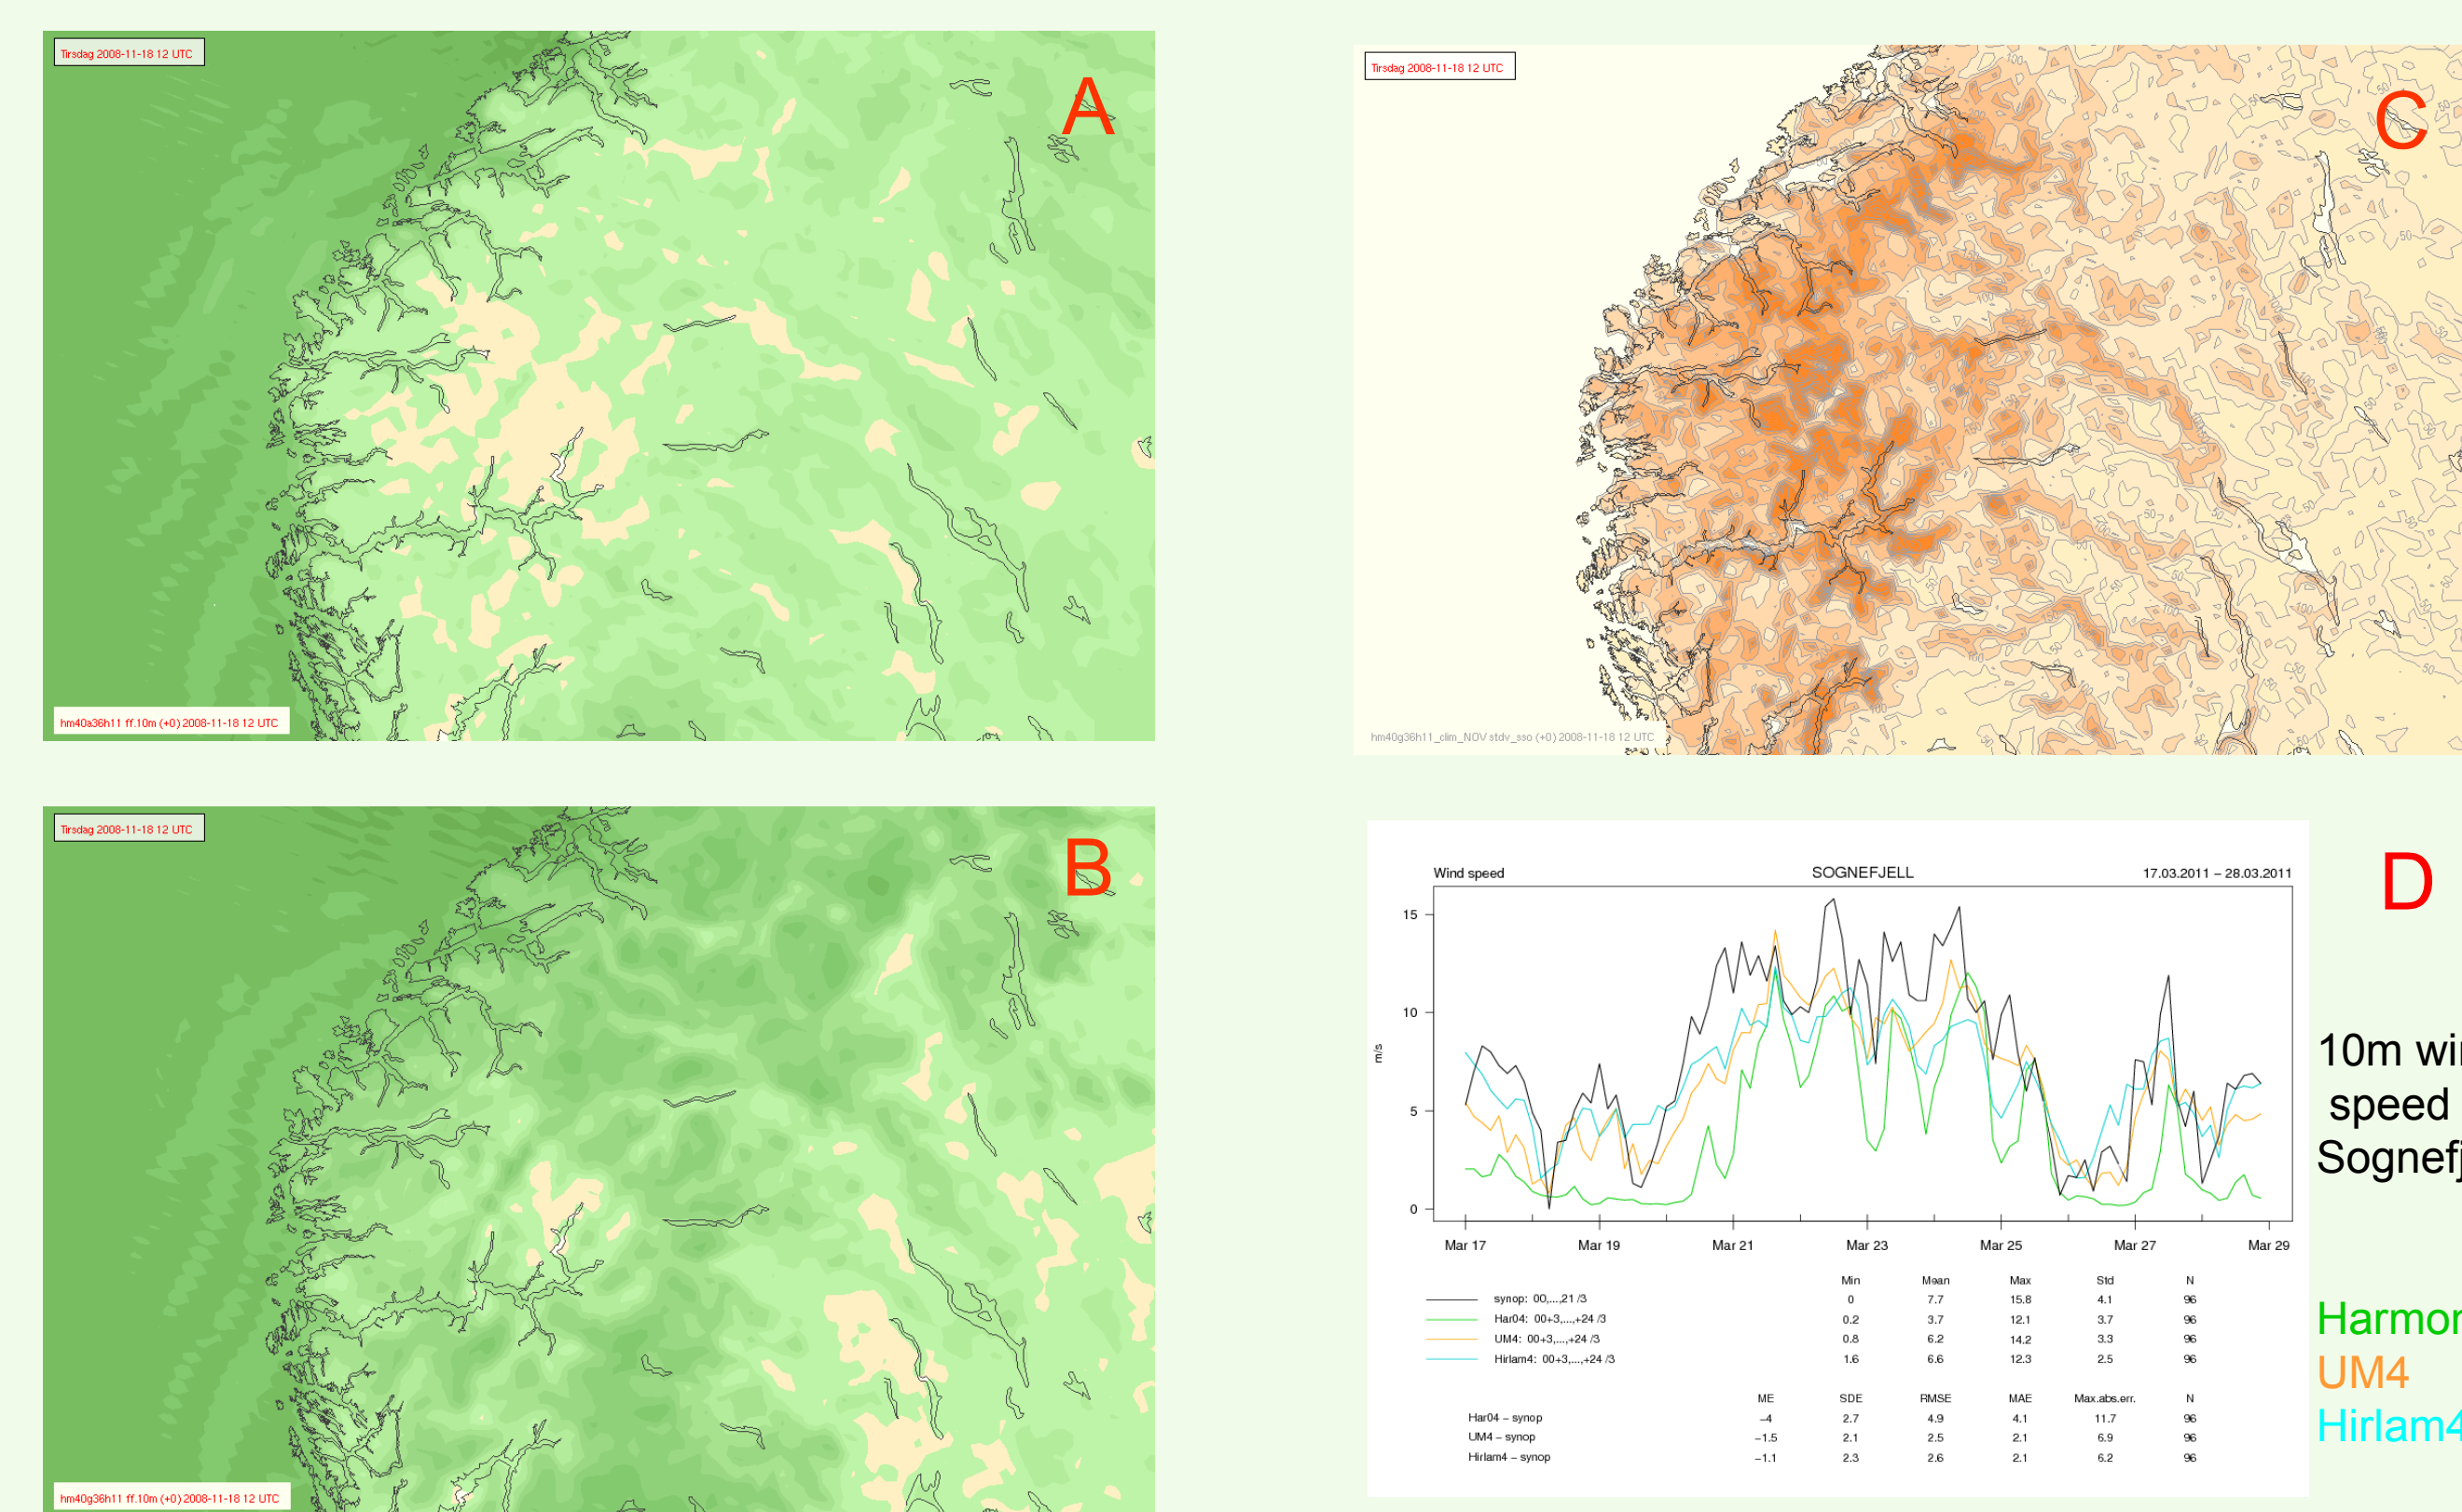 Tirsdag 2008-11-18 12 UTC
A
hm40a36h11 ff.10m (+0) 2008-11-18 12 UTC
Tirsdag 2008-11-18 12 UTC
C
hm40g36h11_clim_NOV stdv_sso (+0) 2008-11-18 12 UTC
Tirsdag 2008-11-18 12 UTC
B
hm40g36h11 ff.10m (+0) 2008-11-18 12 UTC
D
Wind speed SOGNEFJELL 17.03.2011 – 28.03.2011
m/s
15
10
5
0
Mar 17 Mar 19 Mar 21 Mar 23 Mar 25 Mar 27 Mar 29
Min Mean Max Std N
synop: 00,...,21 /3 0 7.7 15.8 4.1 96
Har04: 00+3,...,+24 /3 0.2 3.7 12.1 3.7 96
UM4: 00+3,...,+24 /3 0.8 6.2 14.2 3.3 96
Hirlam4: 00+3,...,+24 /3 1.6 6.6 12.3 2.5 96
ME SDE RMSE MAE Max.abs.err. N
Har04 – synop –4 2.7 4.9 4.1 11.7 96
UM4 – synop –1.5 2.1 2.5 2.1 6.9 96
Hirlam4 – synop –1.1 2.3 2.6 2.1 6.2 96
10m
speed
UM4
Hirlam4